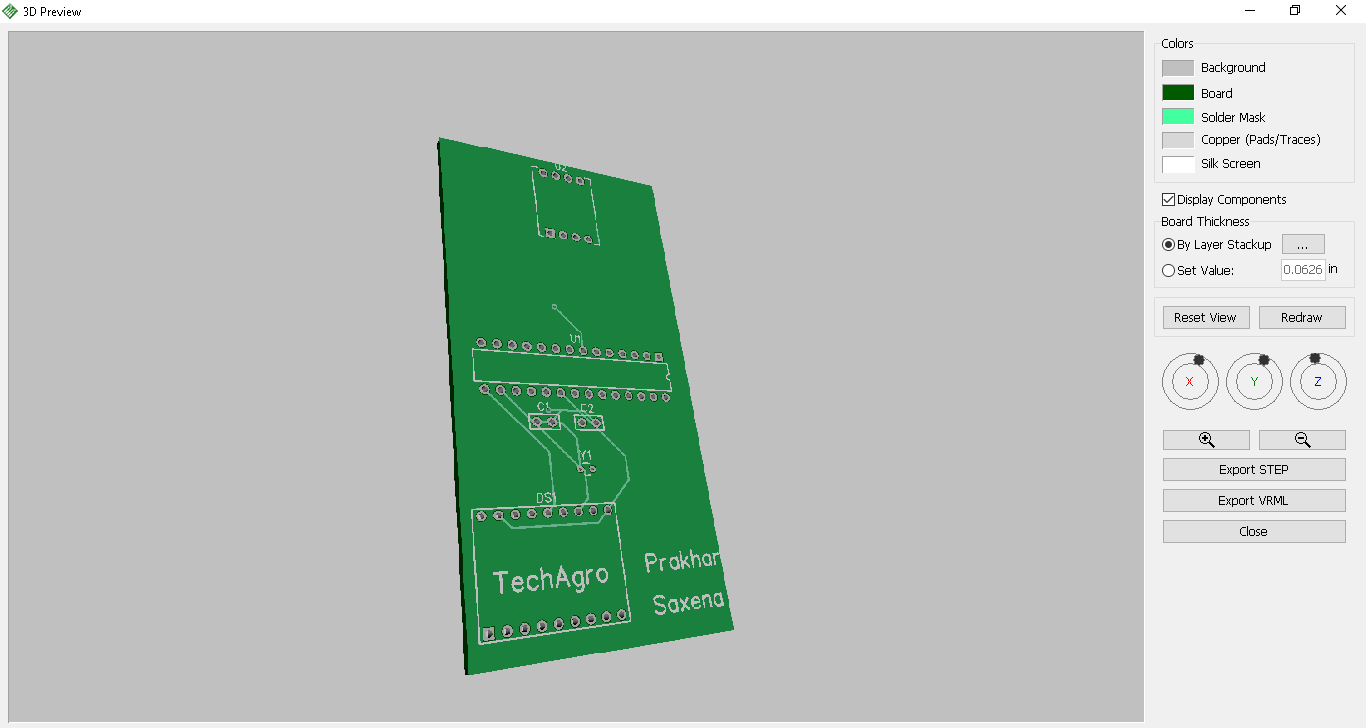 3D Preview
Colors
Background
Board
Solder Mask
Copper (Pads/Traces)
Silk Screen
Display Components
Board Thickness
By Layer Stackup ...
Set Value: 0.0626 in
Reset View Redraw
X Y Z
Export STEP
Export VRML
Close
U2
U1
C1 C2
Y1
DS1
TechAgro
Prakhar
Saxena